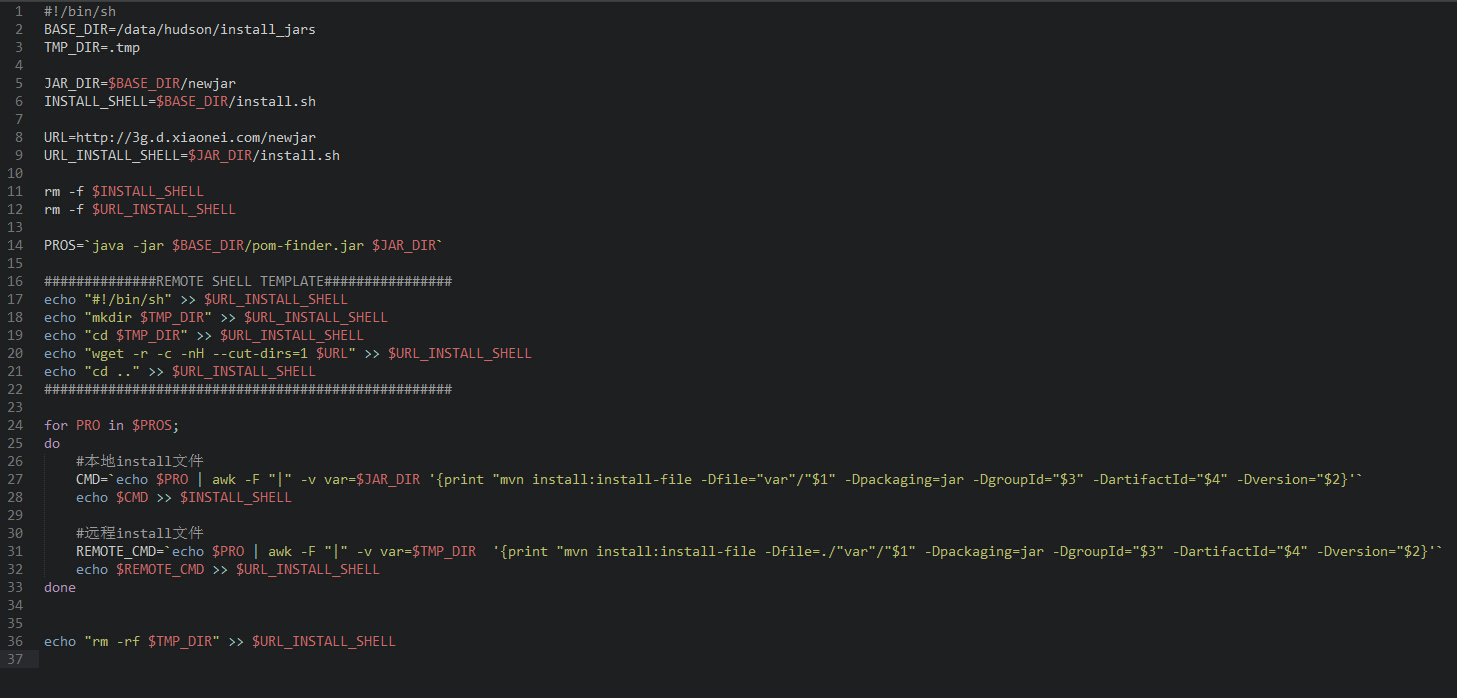 1 #!/bin/sh
2 BASE_DIR=/data/hudson/install_jars
3 TMP_DIR=.tmp
4
5 JAR_DIR=$BASE_DIR/newjar
6 INSTALL_SHELL=$BASE_DIR/install.sh
7
8 URL=http://3g.d.xiaonei.com/newjar
9 URL_INSTALL_SHELL=$JAR_DIR/install.sh
10
11 rm -f $INSTALL_SHELL
12 rm -f $URL_INSTALL_SHELL
13
14 PROS=`java -jar $BASE_DIR/pom-finder.jar $JAR_DIR`
15
16 ##############REMOTE SHELL TEMPLATE################
17 echo "#!/bin/sh" >> $URL_INSTALL_SHELL
18 echo "mkdir $TMP_DIR" >> $URL_INSTALL_SHELL
19 echo "cd $TMP_DIR" >> $URL_INSTALL_SHELL
20 echo "wget -r -c -nH --cut-dirs=1 $URL" >> $URL_INSTALL_SHELL
21 echo "cd .." >> $URL_INSTALL_SHELL
22 ###################################################
23
24 for PRO in $PROS;
25 do
26     #本地install文件
27     CMD=`echo $PRO | awk -F "|" -v var=$JAR_DIR '{print "mvn install:install-file -Dfile="var"/"$1" -Dpackaging=jar -DgroupId="$3" -DartifactId="$4" -Dversion="$2}'`
28     echo $CMD >> $INSTALL_SHELL
29
30     #远程install文件
31     REMOTE_CMD=`echo $PRO | awk -F "|" -v var=$TMP_DIR  '{print "mvn install:install-file -Dfile=./"var"/"$1" -Dpackaging=jar -DgroupId="$3" -DartifactId="$4" -Dversion="$2}'`
32     echo $REMOTE_CMD >> $URL_INSTALL_SHELL
33 done
34
35
36 echo "rm -rf $TMP_DIR" >> $URL_INSTALL_SHELL
37